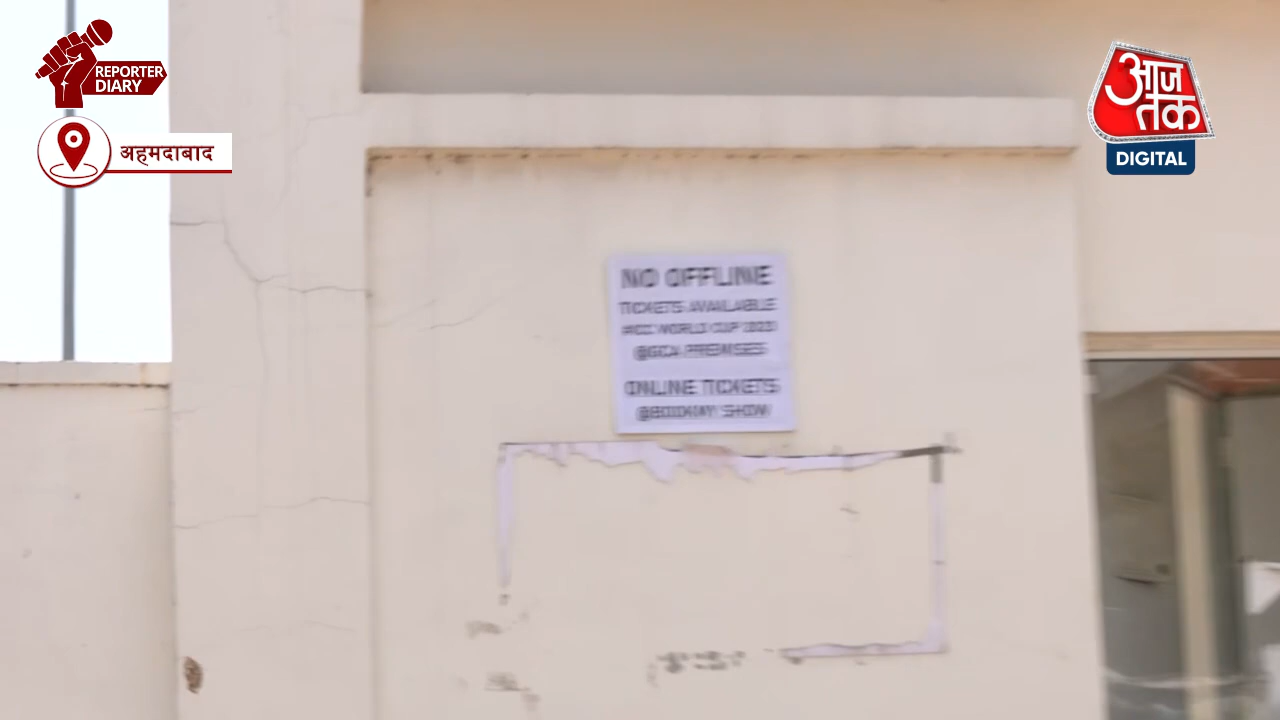 REPORTER
DIARY
अहमदाबाद
आज
तक
DIGITAL
NO OFFLINE
TICKETS AVAILABLE
#ICC WORLD CUP 2023
@GCA PREMISES
ONLINE TICKETS
@BOOKMY SHOW